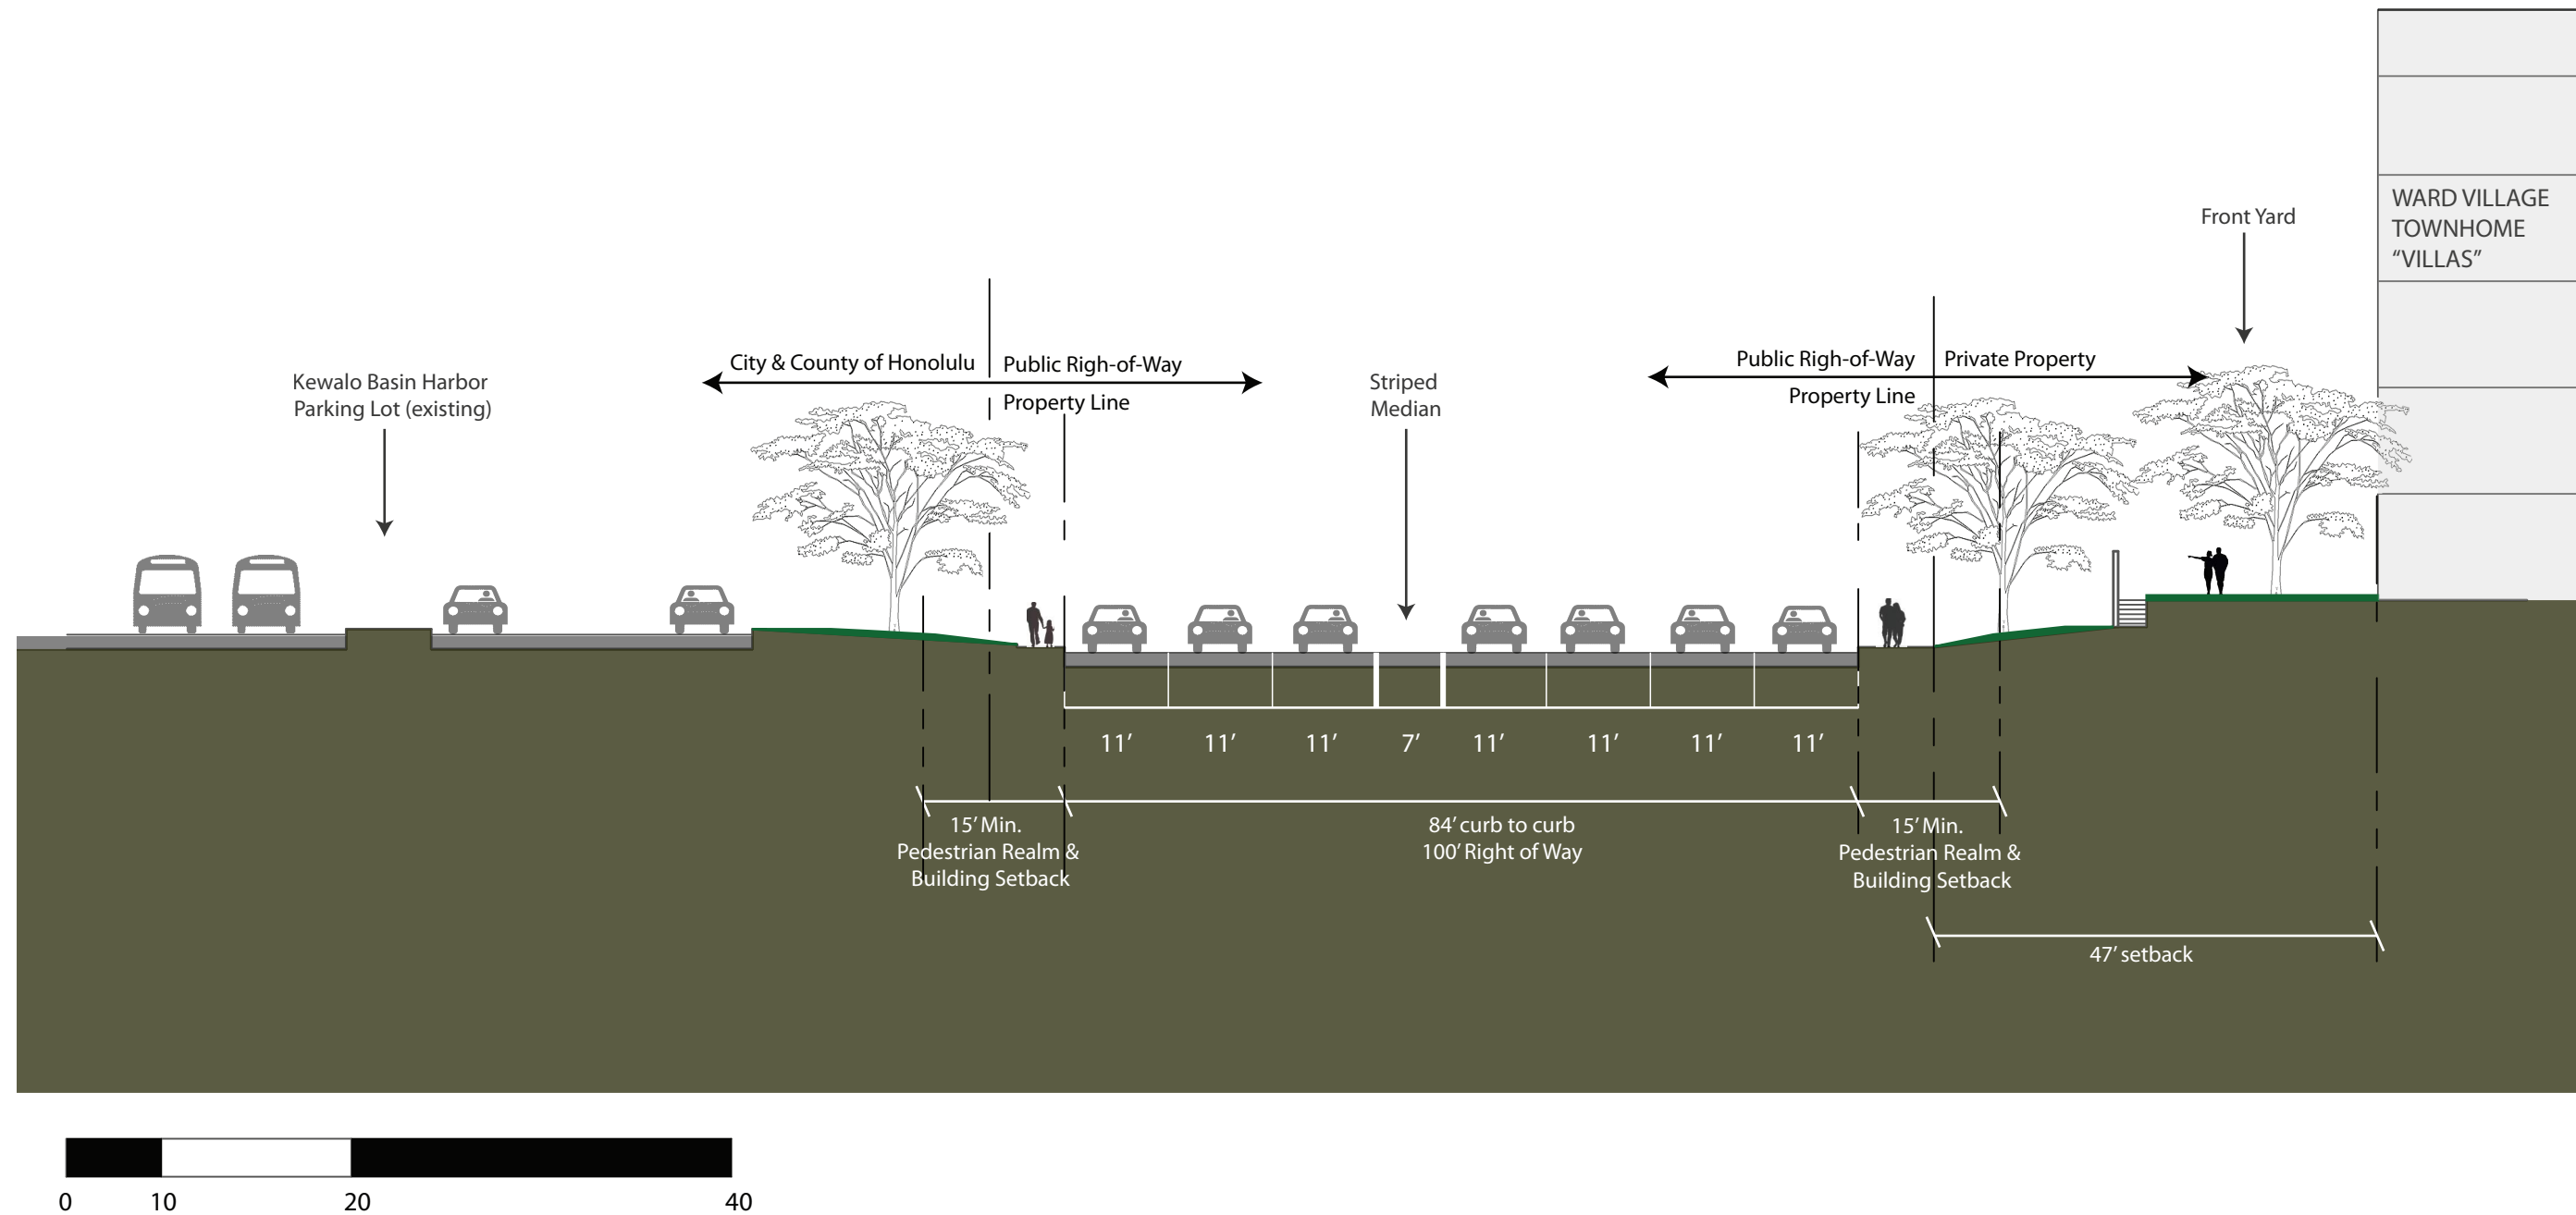 WARD VILLAGE
TOWNHOME
“VILLAS”
Front Yard
City & County of Honolulu
Public Righ-of-Way
Property Line
Public Righ-of-Way
Private Property
Property Line
Kewalo Basin Harbor
Parking Lot (existing)
Striped
Median
11’
11’
11’
7’
11’
11’
11’
11’
15’ Min.
Pedestrian Realm &
Building Setback
84’ curb to curb
100’ Right of Way
15’ Min.
Pedestrian Realm &
Building Setback
47’ setback
0
10
20
40